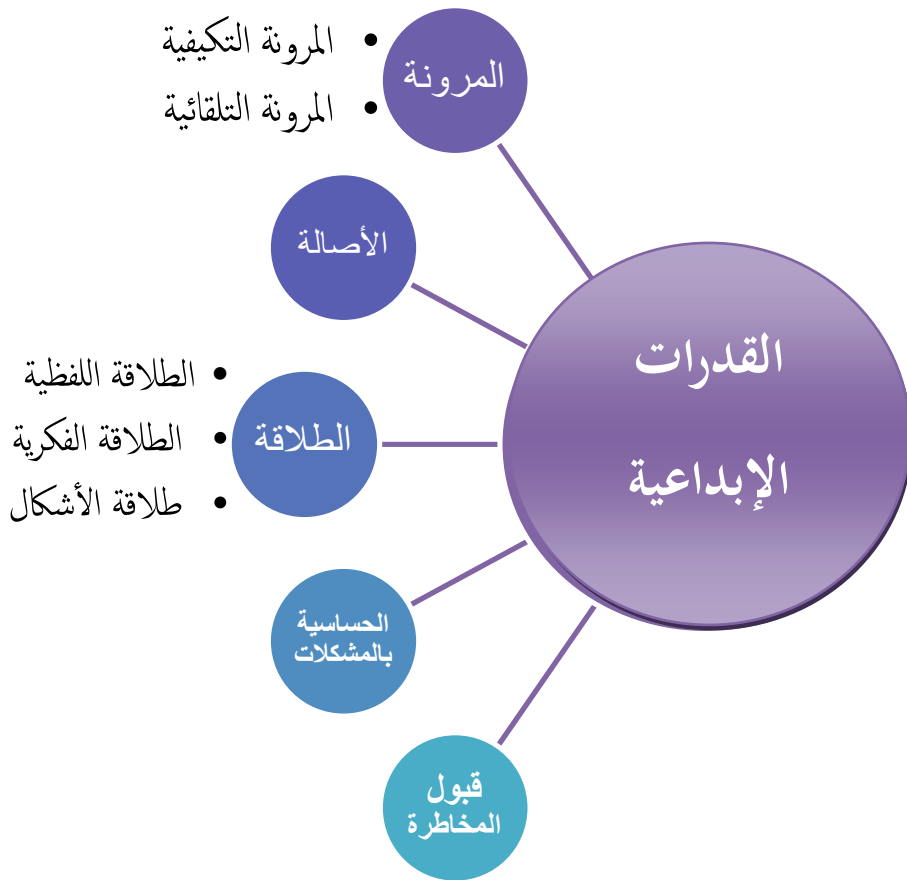 القدرات
الإبداعية
المرونة
• المرونة التكيفية
• المرونة التلقائية
الأصالة
الطلاقة
• الطلاقة اللفظية
• الطلاقة الفكرية
• طلاقة الأشكال
الحساسية
بالمشكلات
قبول
المخاطرة